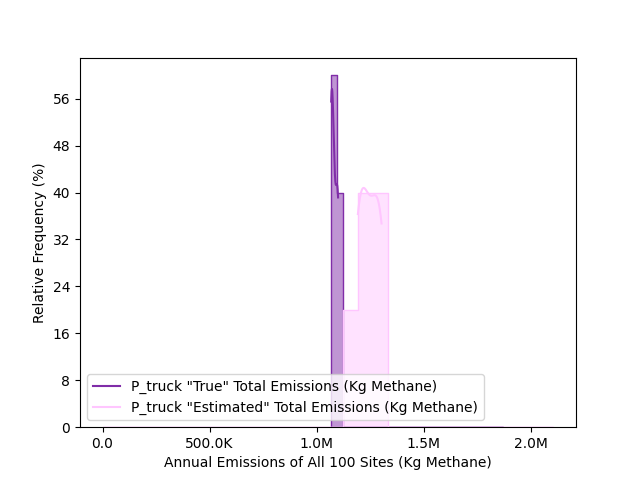 56
48
40
32
24
16
8
0
Relative Frequency (%)
P_truck "True" Total Emissions (Kg Methane)
P_truck "Estimated" Total Emissions (Kg Methane)
0.0 500.0K 1.0M 1.5M 2.0M
Annual Emissions of All 100 Sites (Kg Methane)